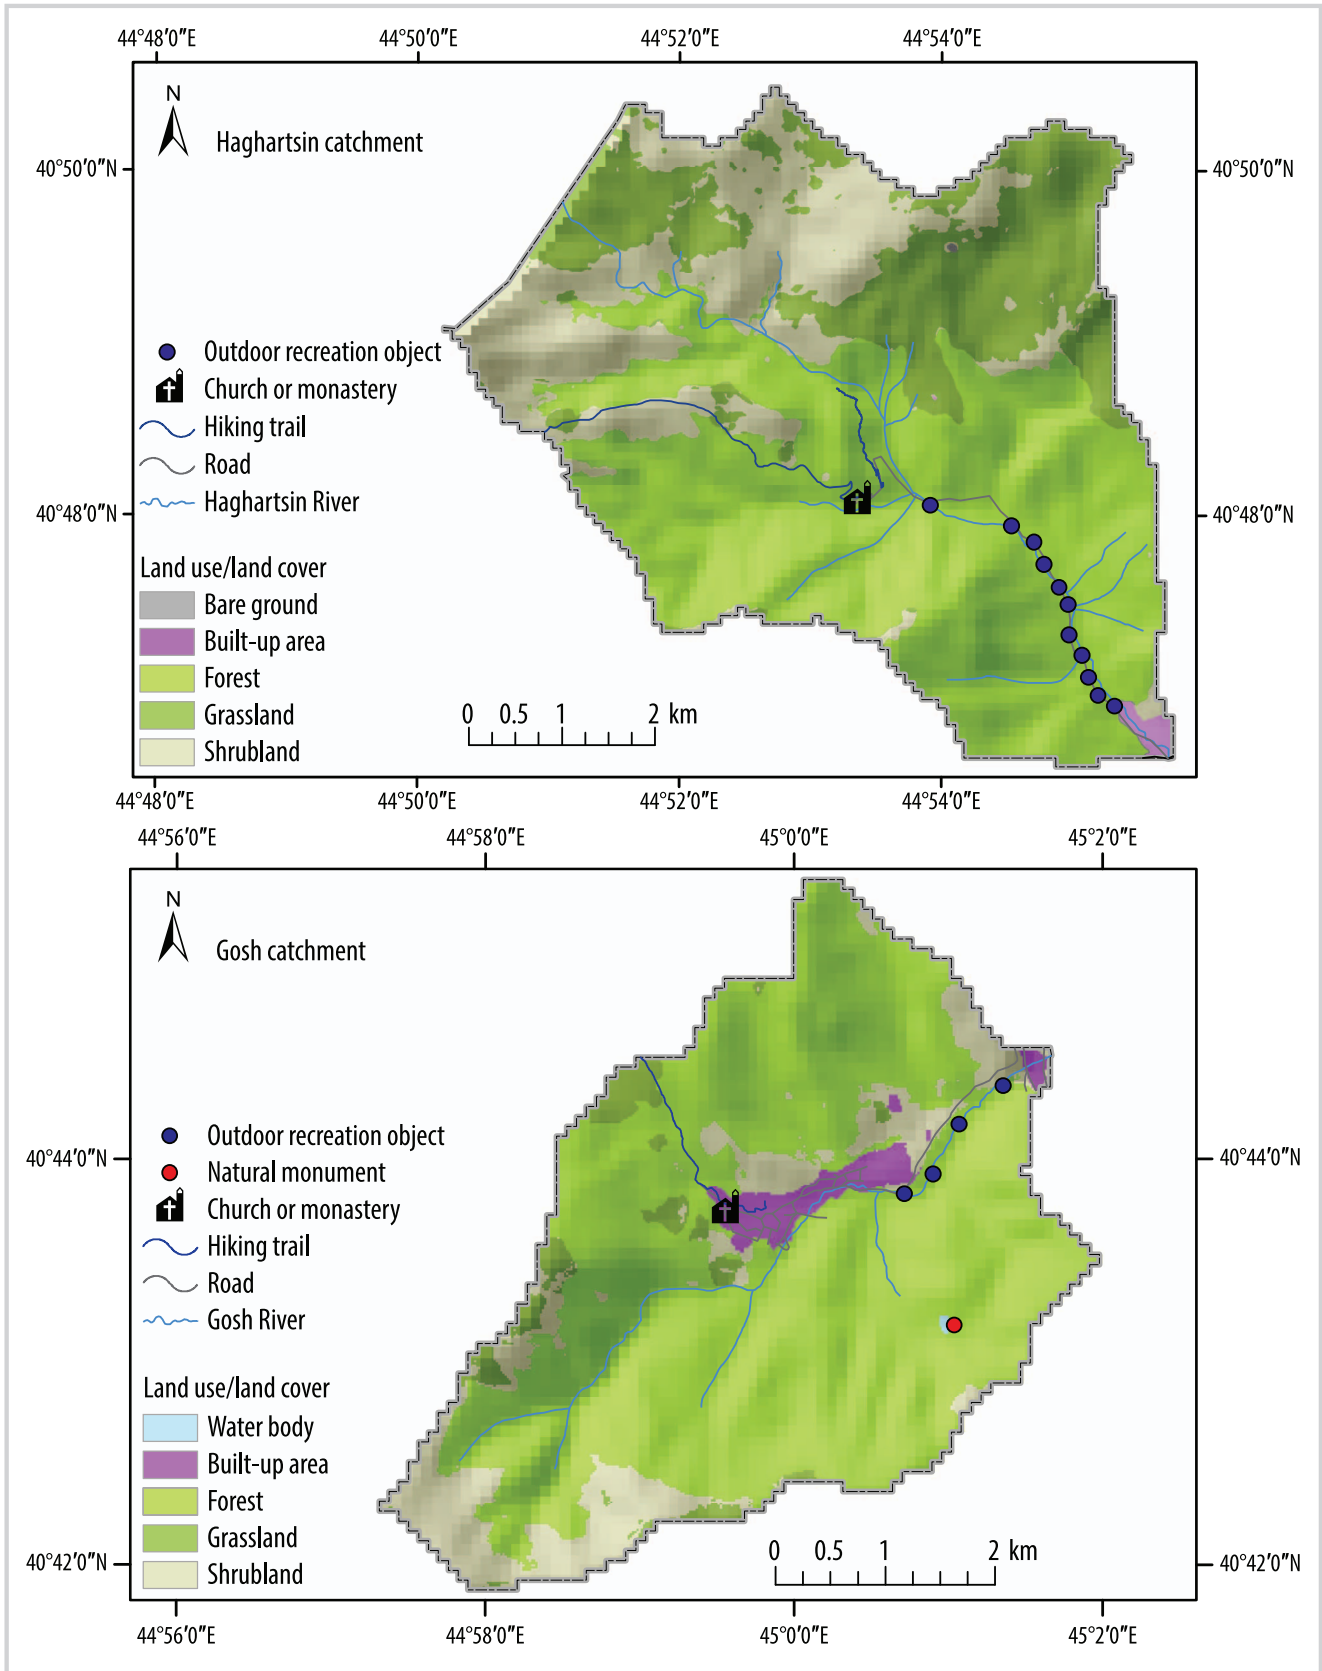 44°48′0″E 44°50′0″E 44°52′0″E 44°54′0″E
N
Haghartsin catchment
40°50′0″N 40°50′0″N
Outdoor recreation object
Church or monastery
Hiking trail
Road
Haghartsin River
40°48′0″N 40°48′0″N
Land use/land cover
Bare ground
Built-up area
Forest
Grassland
Shrubland
0 0.5 1 2 km
44°48′0″E 44°50′0″E 44°52′0″E 44°54′0″E
44°56′0″E 44°58′0″E 45°0′0″E 45°2′0″E
N
Gosh catchment
Outdoor recreation object
40°44′0″N 40°44′0″N
Natural monument
Church or monastery
Hiking trail
Road
Gosh River
Land use/land cover
Water body
Built-up area
Forest
Grassland
Shrubland
0 0.5 1 2 km
40°42′0″N 40°42′0″N
44°56′0″E 44°58′0″E 45°0′0″E 45°2′0″E